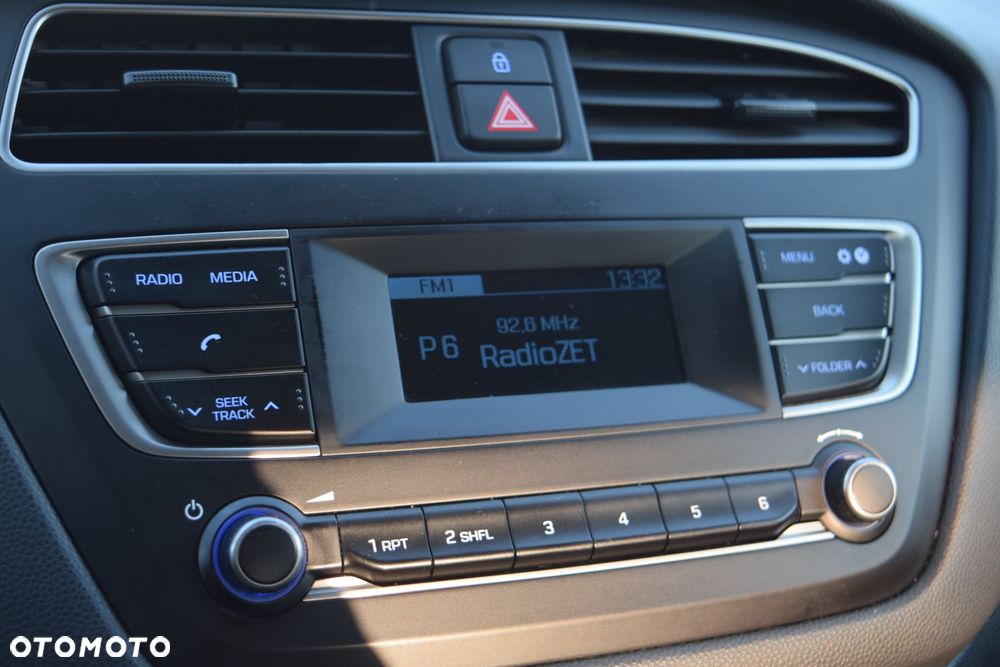 RADIO MEDIA
SEEK
TRACK
FM1 13:32
92,6 MHz
P 6 RadioZET
MENU
BACK
FOLDER
1 RPT 2 SHFL 3 4 5 6
OTOMOTO